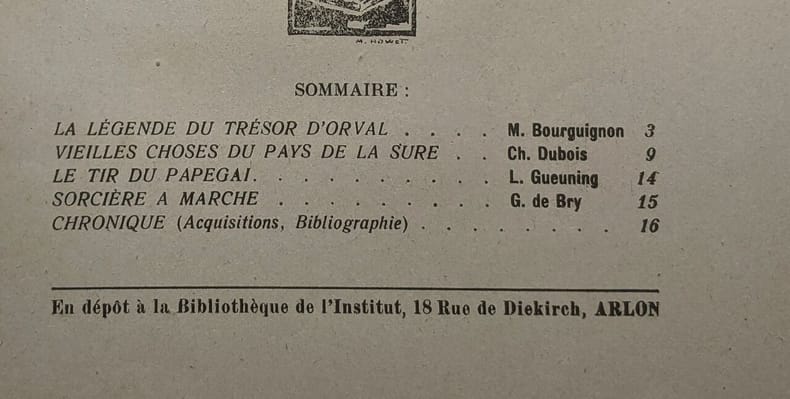 M. HOWET.
SOMMAIRE :
LA LÉGENDE DU TRÉSOR D'ORVAL . . . . M. Bourguignon 3
VIEILLES CHOSES DU PAYS DE LA SURE . . Ch. Dubois 9
LE TIR DU PAPEGAI. . . . . . . . . . L. Gueuning 14
SORCIÈRE A MARCHE . . . . . . . . . G. de Bry 15
CHRONIQUE (Acquisitions, Bibliographie) . . . . . . . . 16
En dépôt à la Bibliothèque de l'Institut, 18 Rue de Diekirch, ARLON